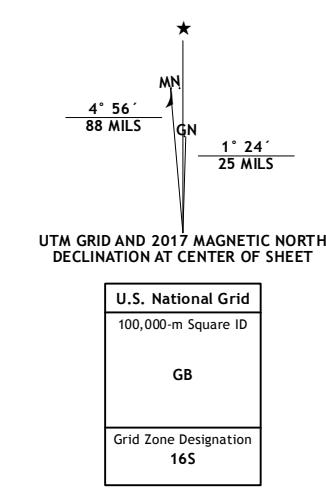 ★
MN
4° 56´
88 MILS
GN
1° 24´
25 MILS
UTM GRID AND 2017 MAGNETIC NORTH
DECLINATION AT CENTER OF SHEET
U.S. National Grid
100,000-m Square ID
GB
Grid Zone Designation
16S